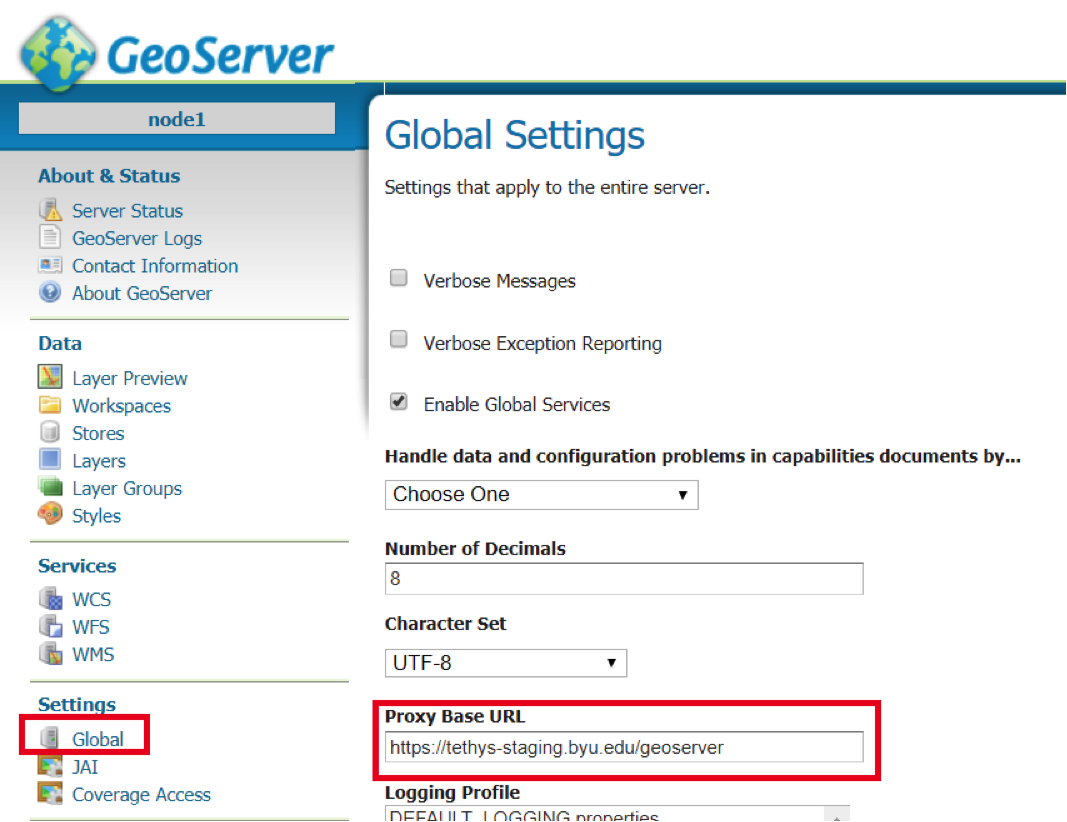 GeoServer
node1
About & Status
Server Status
GeoServer Logs
Contact Information
About GeoServer
Data
Layer Preview
Workspaces
Stores
Layers
Layer Groups
Styles
Services
WCS
WFS
WMS
Settings
Global
JAI
Coverage Access
Global Settings
Settings that apply to the entire server.
Verbose Messages
Verbose Exception Reporting
Enable Global Services
Handle data and configuration problems in capabilities documents by...
Choose One
Number of Decimals
8
Character Set
UTF-8
Proxy Base URL
https://tethys-staging.byu.edu/geoserver
Logging Profile
DEFAULT_LOGGING.properties